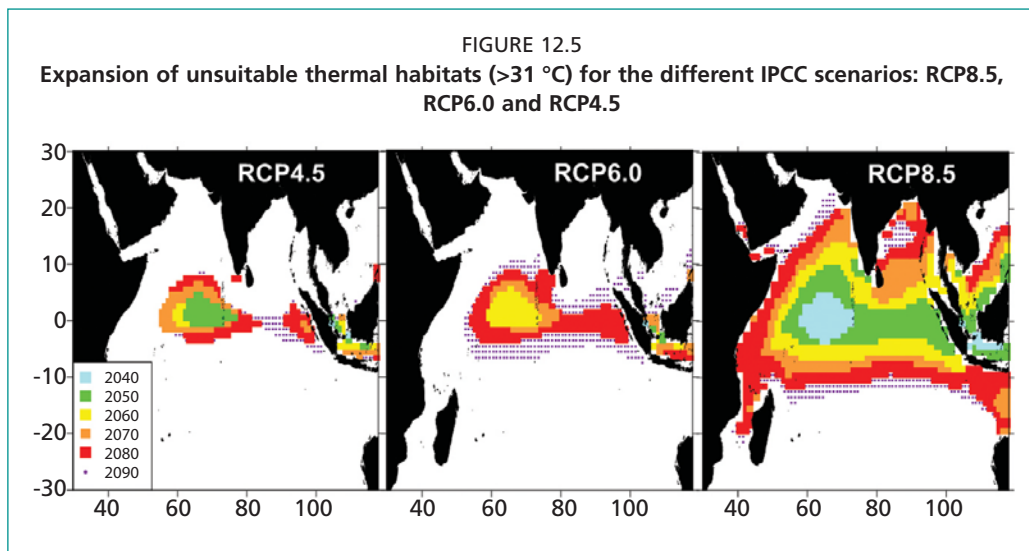 FIGURE 12.5
Expansion of unsuitable thermal habitats (>31 °C) for the different IPCC scenarios: RCP8.5,
RCP6.0 and RCP4.5
RCP4.5
RCP6.0
RCP8.5
30
20
10
0
-10
-20
-30
2040
2050
2060
2070
2080
2090
40 60 80 100
40 60 80 100
40 60 80 100